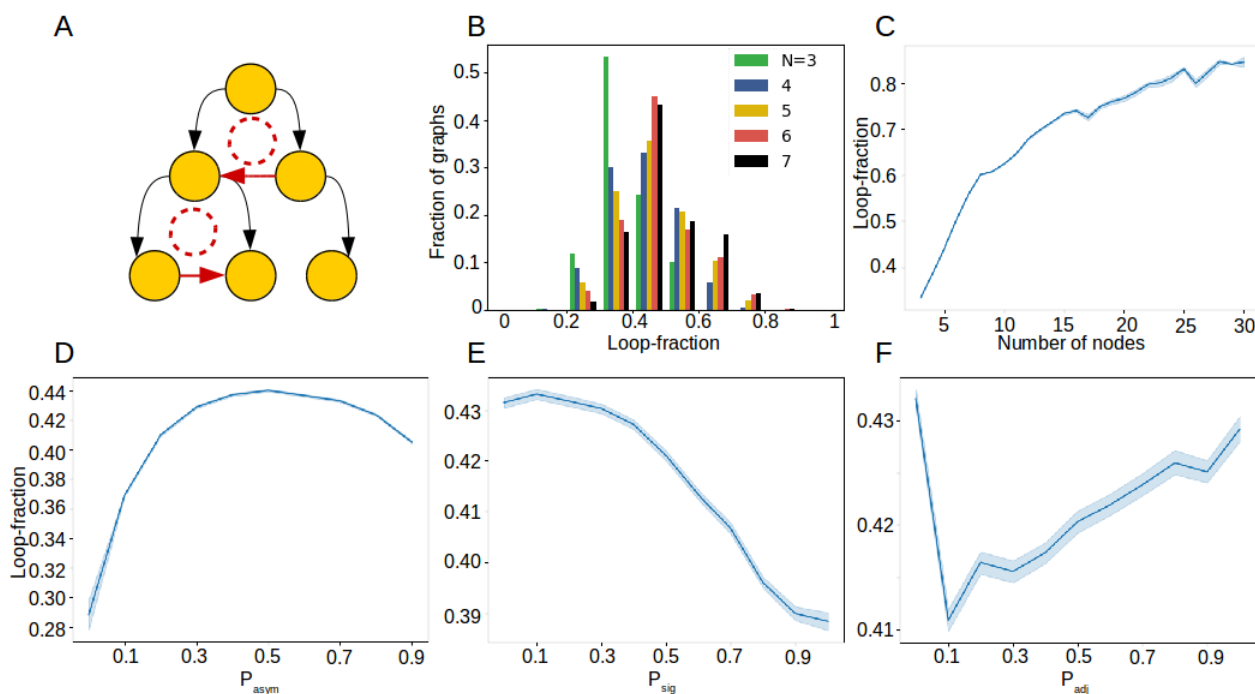 A
B
C
N=3
4
5
6
7
Fraction of graphs
0.5
0.4
0.3
0.2
0.1
0
0 0.2 0.4 0.6 0.8 1
Loop-fraction
Loop-fraction
0.8
0.7
0.6
0.5
0.4
5 10 15 20 25 30
Number of nodes
D
E
F
Loop-fraction
0.44
0.42
0.40
0.38
0.36
0.34
0.32
0.30
0.28
0.1 0.3 0.5 0.7 0.9
P_asym
0.43
0.42
0.41
0.40
0.39
0.1 0.3 0.5 0.7 0.9
P_sig
0.43
0.42
0.41
0.1 0.3 0.5 0.7 0.9
P_adj